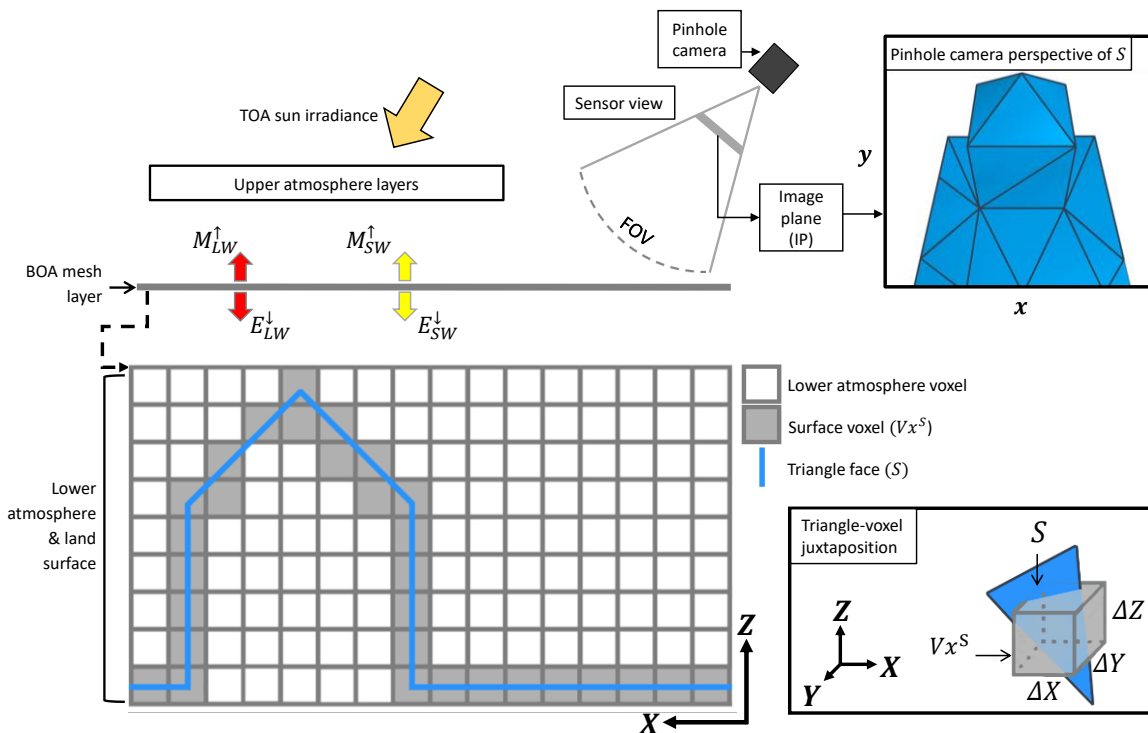 Pinhole
camera
Pinhole camera perspective of S
Sensor view
TOA sun irradiance
y
Upper atmosphere layers
Image
plane
(IP)
FOV
M↑LW
M↑SW
BOA mesh
layer
x
E↓LW
E↓SW
Lower atmosphere voxel
Surface voxel (Vx^S)
Triangle face (S)
Lower
atmosphere
& land
surface
Triangle-voxel
juxtaposition
S
Z
Z
ΔZ
Vx^S
X
ΔY
Y
ΔX
X